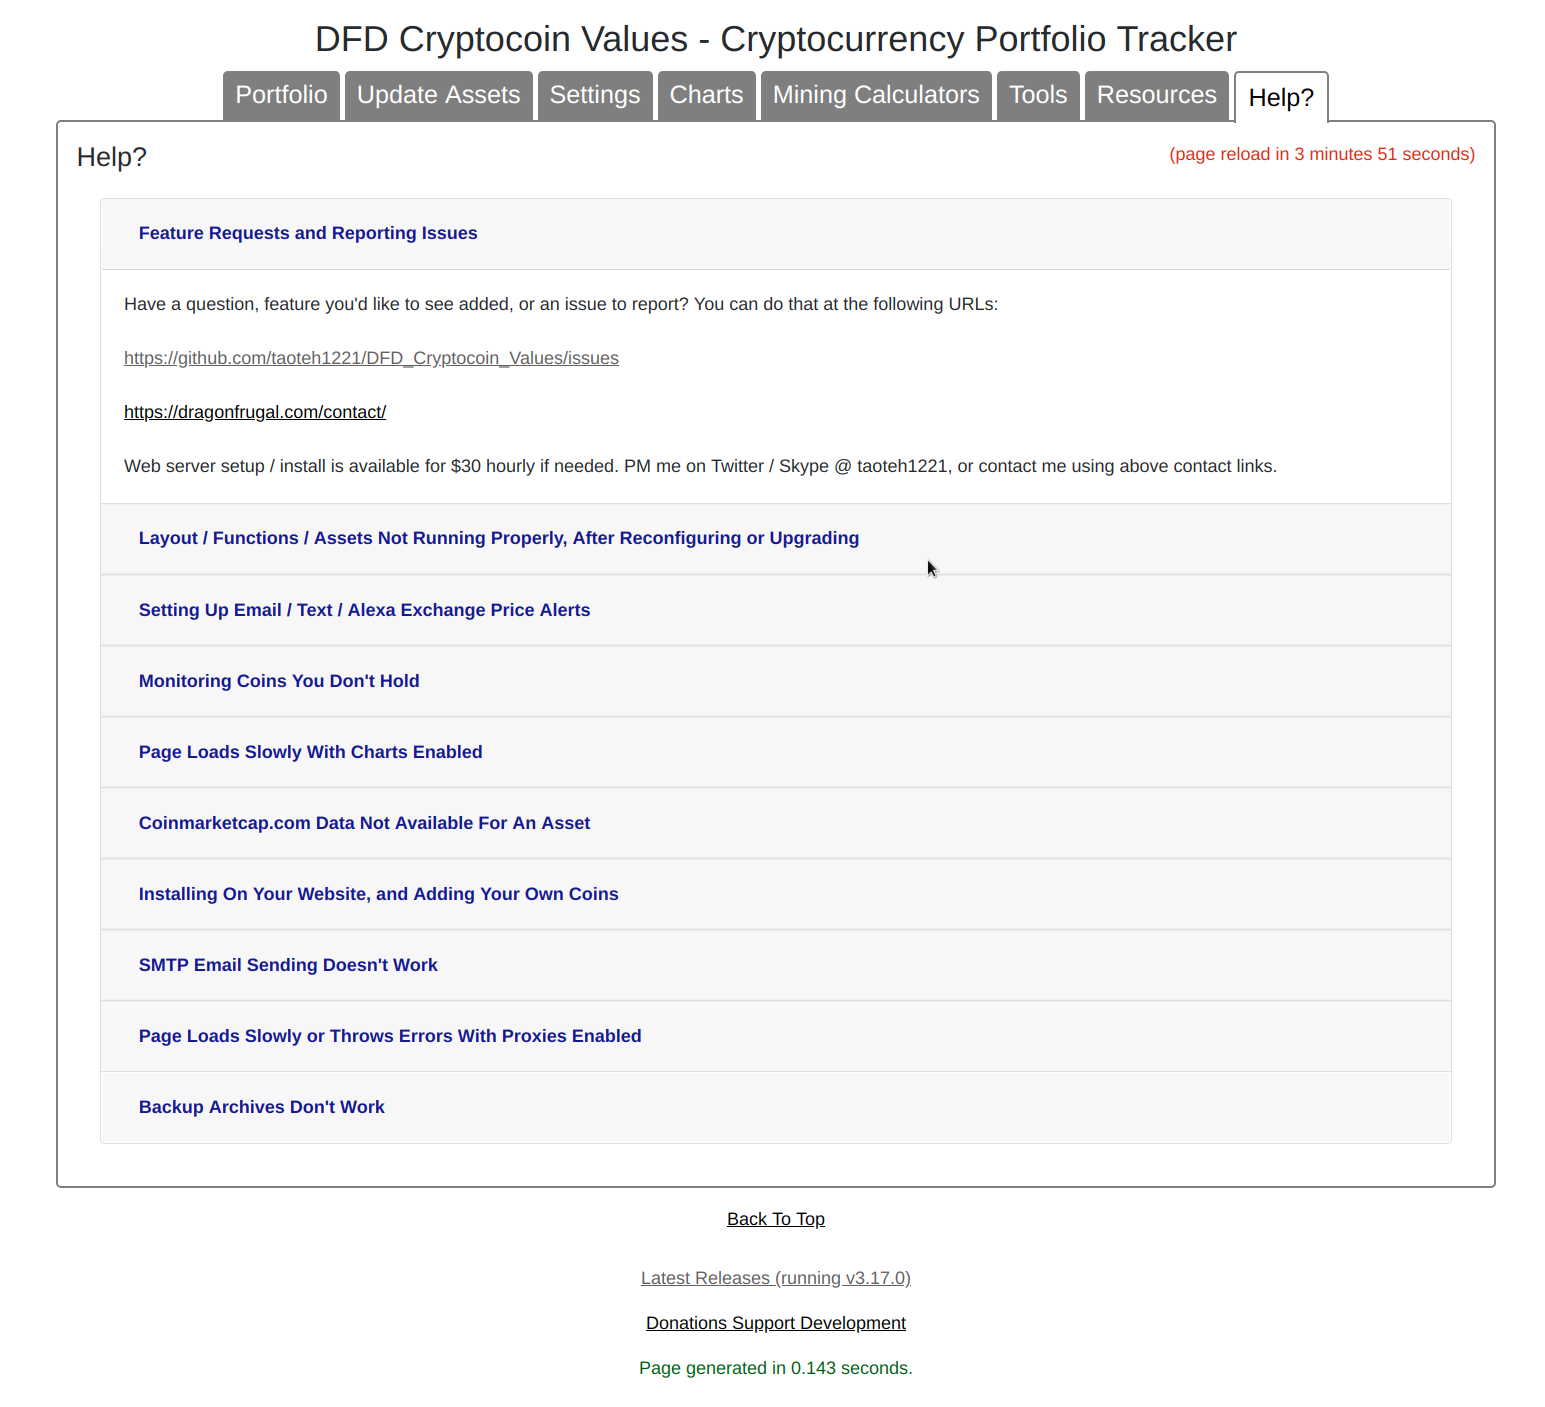 DFD Cryptocoin Values - Cryptocurrency Portfolio Tracker
Portfolio Update Assets Settings Charts Mining Calculators Tools Resources Help?
Help? (page reload in 3 minutes 51 seconds)
Feature Requests and Reporting Issues
Have a question, feature you'd like to see added, or an issue to report? You can do that at the following URLs:
https://github.com/taoteh1221/DFD_Cryptocoin_Values/issues
https://dragonfrugal.com/contact/
Web server setup / install is available for $30 hourly if needed. PM me on Twitter / Skype @ taoteh1221, or contact me using above contact links.
Layout / Functions / Assets Not Running Properly, After Reconfiguring or Upgrading
Setting Up Email / Text / Alexa Exchange Price Alerts
Monitoring Coins You Don't Hold
Page Loads Slowly With Charts Enabled
Coinmarketcap.com Data Not Available For An Asset
Installing On Your Website, and Adding Your Own Coins
SMTP Email Sending Doesn't Work
Page Loads Slowly or Throws Errors With Proxies Enabled
Backup Archives Don't Work
Back To Top
Latest Releases (running v3.17.0)
Donations Support Development
Page generated in 0.143 seconds.